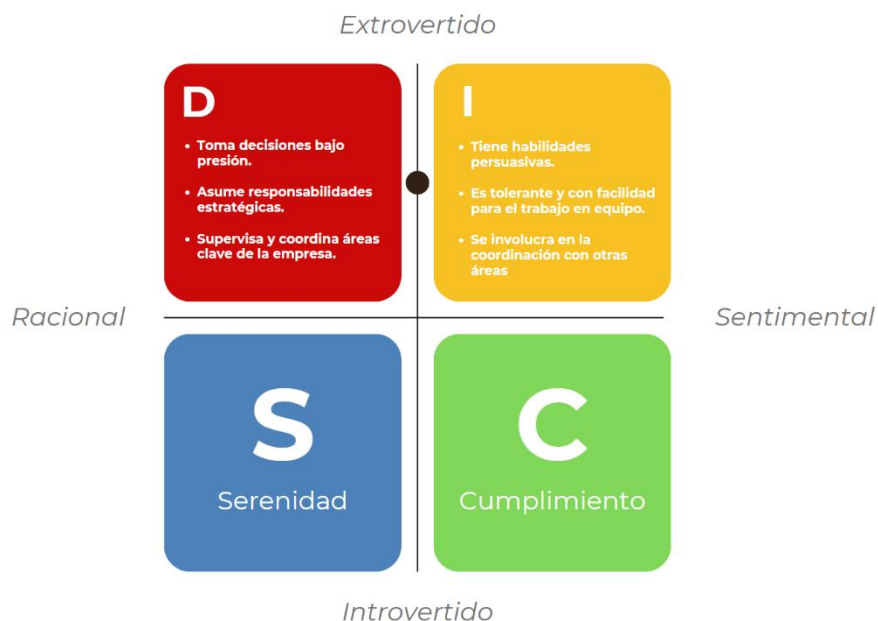 Extrovertido
D
• Toma decisiones bajo
presión.
• Asume responsabilidades
estratégicas.
• Supervisa y coordina áreas
clave de la empresa.
I
• Tiene habilidades
persuasivas.
• Es tolerante y con facilidad
para el trabajo en equipo.
• Se involucra en la
coordinación con otras
áreas
Racional
Sentimental
S
Serenidad
C
Cumplimiento
Introvertido